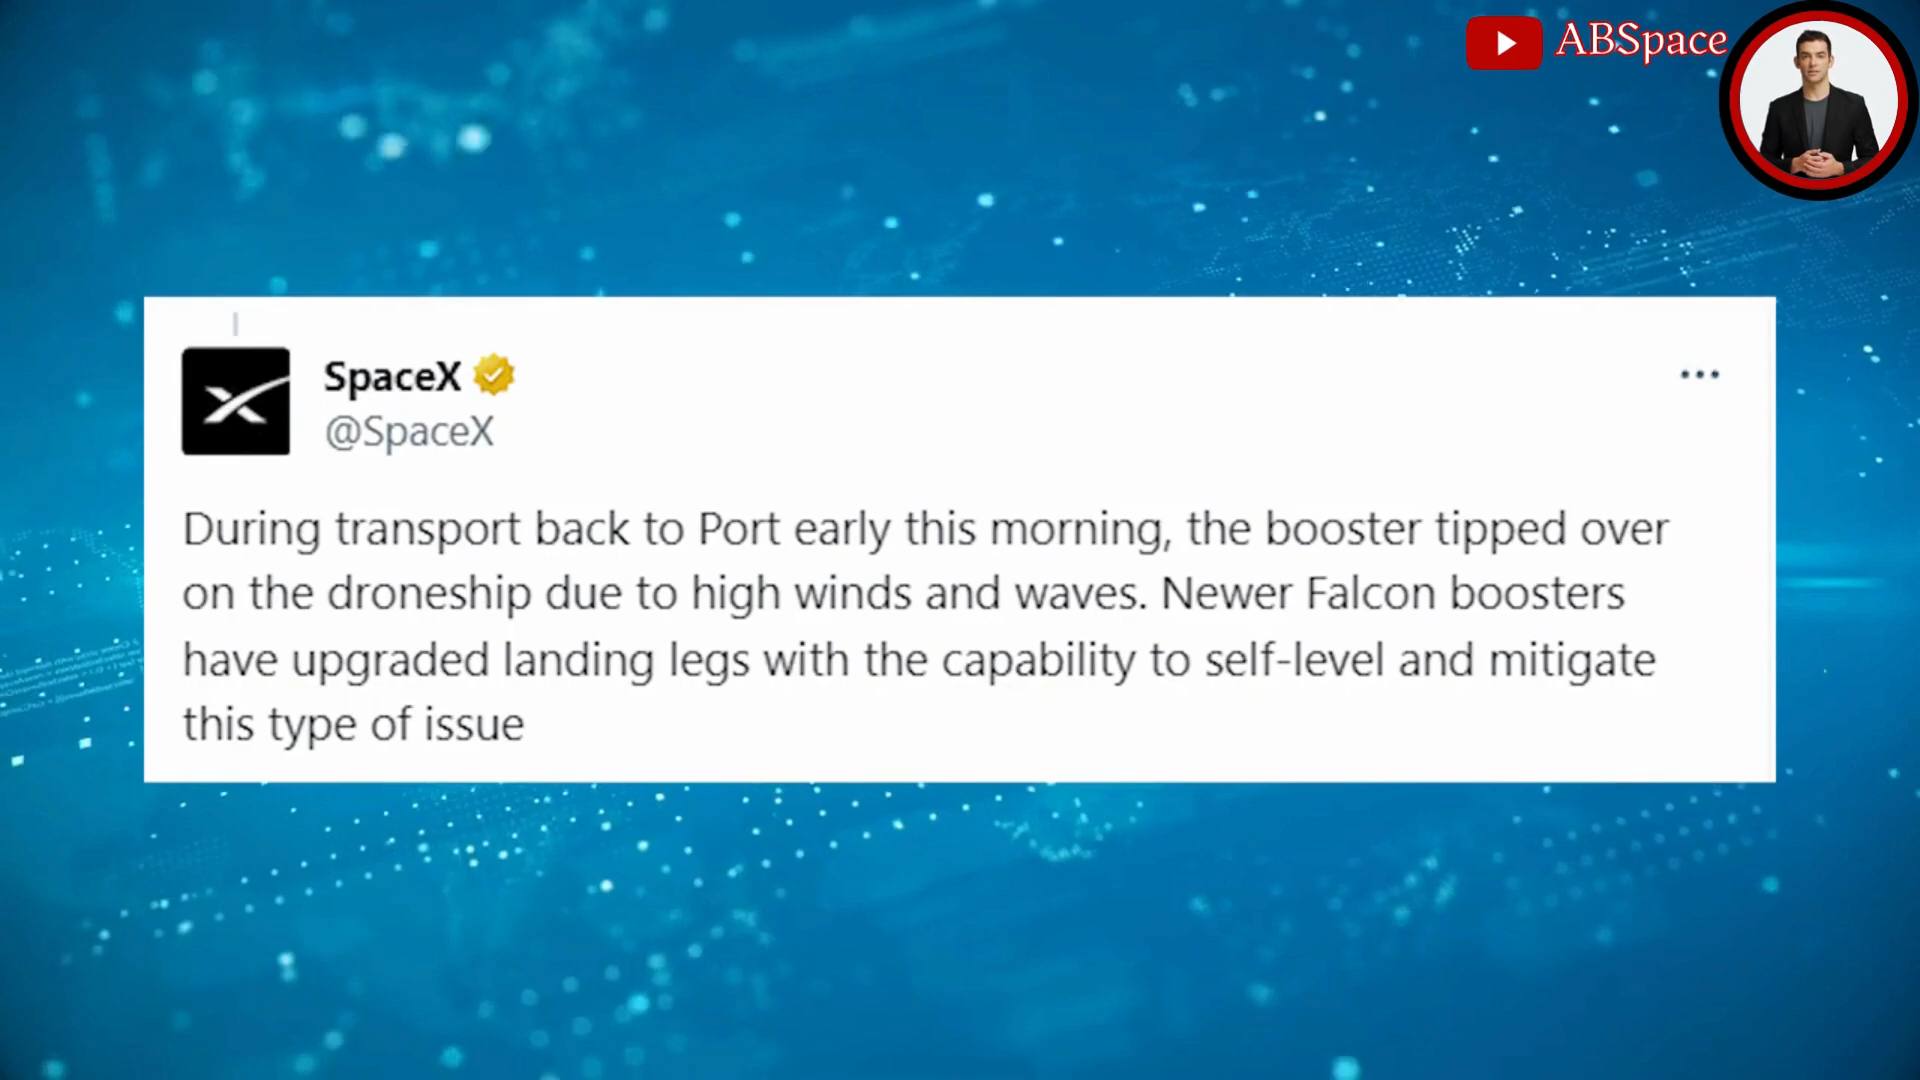 ABSpace
SpaceX
@SpaceX
During transport back to Port early this morning, the booster tipped over
on the droneship due to high winds and waves. Newer Falcon boosters
have upgraded landing legs with the capability to self-level and mitigate
this type of issue